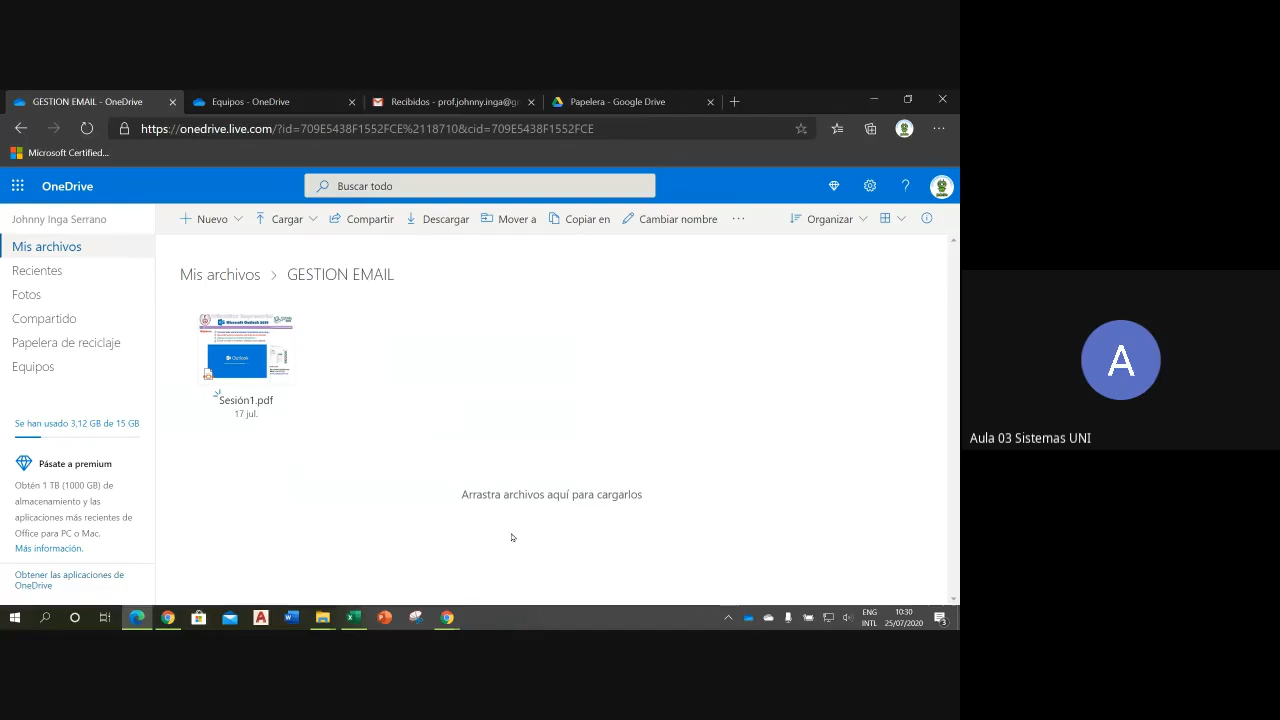 GESTION EMAIL - OneDrive
Equipos - OneDrive
Recibidos - prof.johnny.inga@g
Papelera - Google Drive
https://onedrive.live.com/?id=709E5438F1552FCE%2118710&cid=709E5438F1552FCE
Microsoft Certified...
OneDrive
Buscar todo
Johnny Inga Serrano
Nuevo
Cargar
Compartir
Descargar
Mover a
Copiar en
Cambiar nombre
Organizar
Mis archivos
Recientes
Fotos
Compartido
Papelera de reciclaje
Equipos
Se han usado 3,12 GB de 15 GB
Pásate a premium
Obtén 1 TB (1000 GB) de
almacenamiento y las
aplicaciones más recientes de
Office para PC o Mac.
Más información.
Obtener las aplicaciones de
OneDrive
Mis archivos > GESTION EMAIL
Microsoft Outlook 2019
Outlook
Sesión1.pdf
17 jul.
Arrastra archivos aquí para cargarlos
ENG
INTL
10:30
25/07/2020
3
A
Aula 03 Sistemas UNI